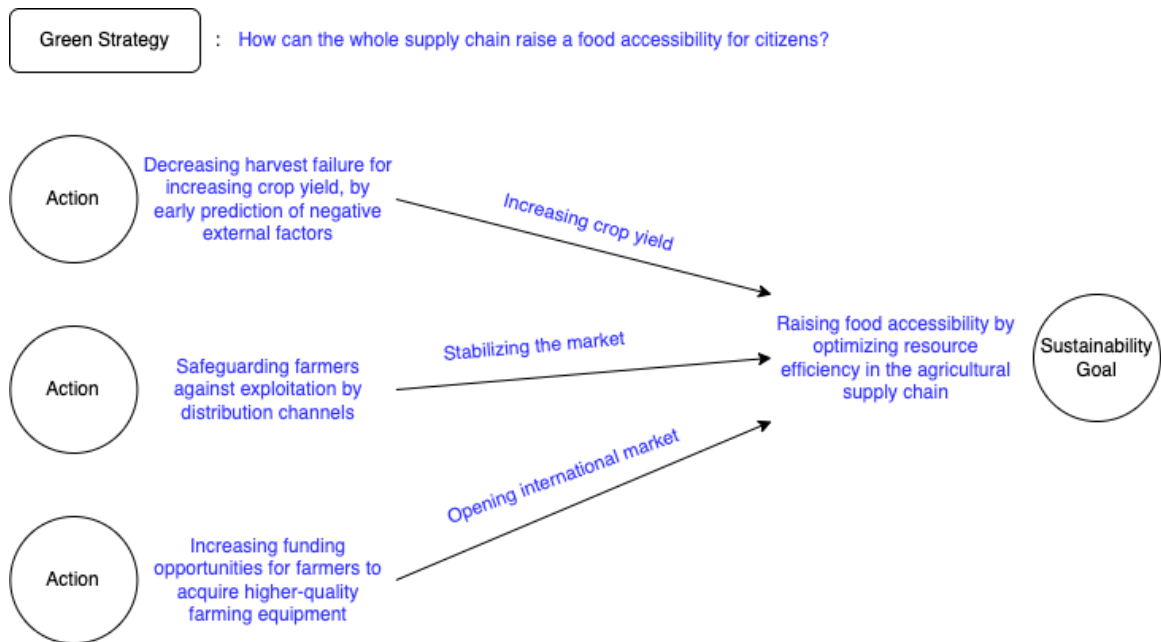 Green Strategy : How can the whole supply chain raise a food accessibility for citizens?
Action
Decreasing harvest failure for
increasing crop yield, by
early prediction of negative
external factors
Increasing crop yield
Action
Safeguarding farmers
against exploitation by
distribution channels
Stabilizing the market
Action
Increasing funding
opportunities for farmers to
acquire higher-quality
farming equipment
Opening international market
Raising food accessibility by
optimizing resource
efficiency in the agricultural
supply chain
Sustainability
Goal